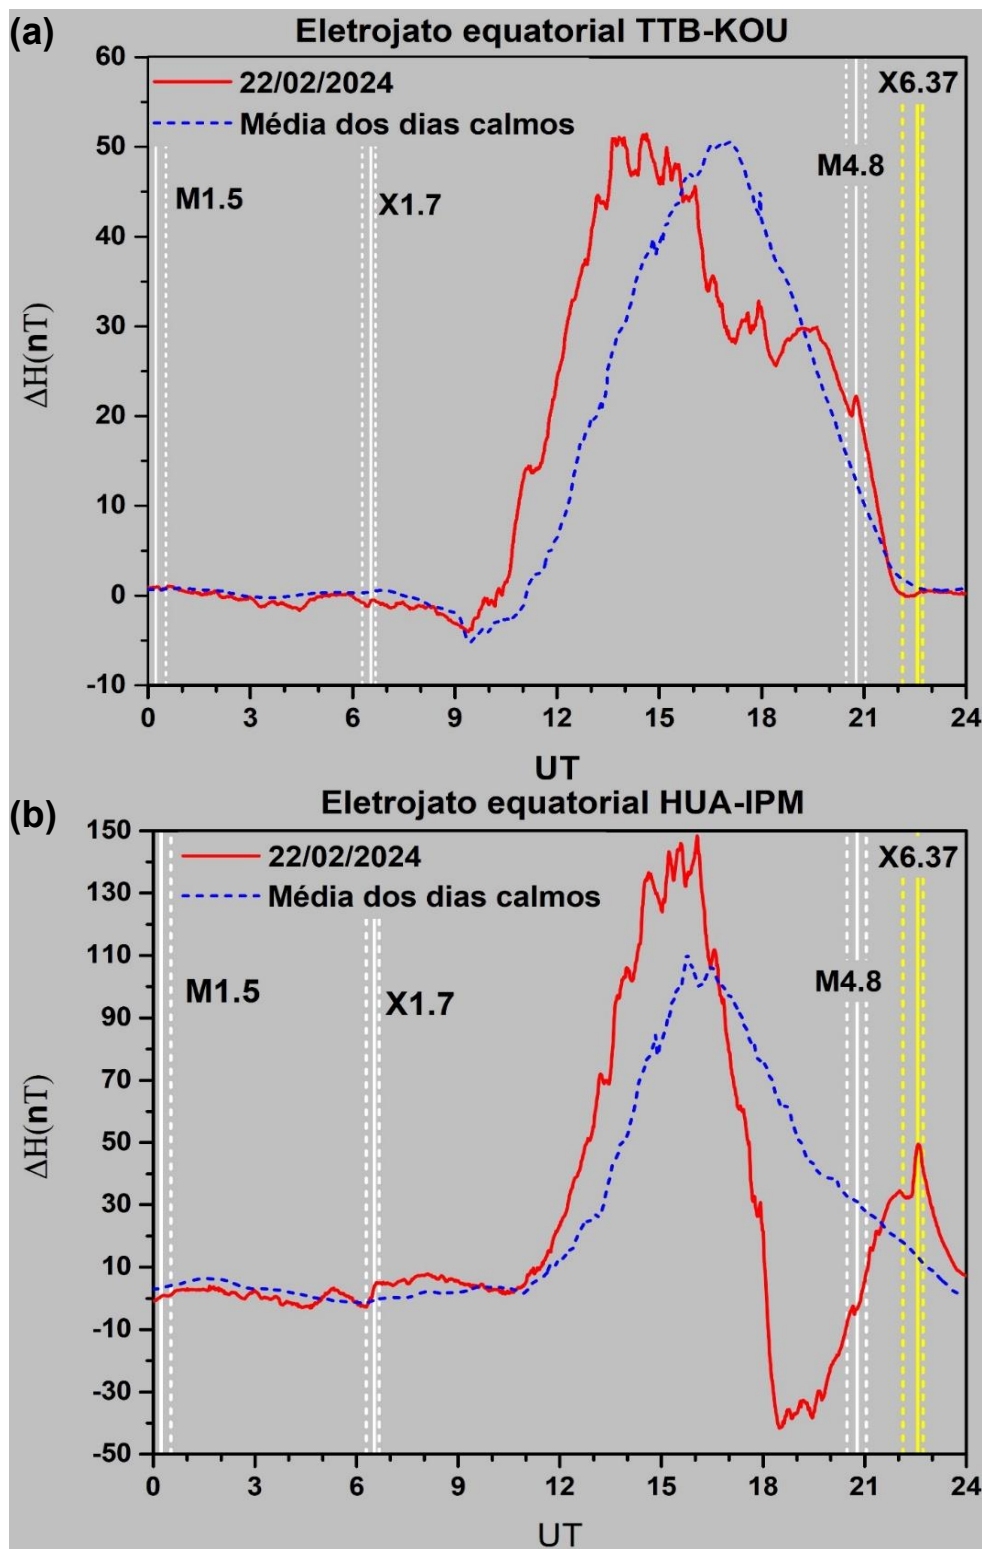 (a)
Eletrojato equatorial TTB-KOU
22/02/2024
Média dos dias calmos
X6.37
M4.8
M1.5
X1.7
ΔH(nT)
60
50
40
30
20
10
0
-10
0 3 6 9 12 15 18 21 24
UT
(b)
Eletrojato equatorial HUA-IPM
22/02/2024
Média dos dias calmos
X6.37
M4.8
M1.5
X1.7
ΔH(nT)
150
130
110
90
70
50
30
10
-10
-30
-50
0 3 6 9 12 15 18 21 24
UT